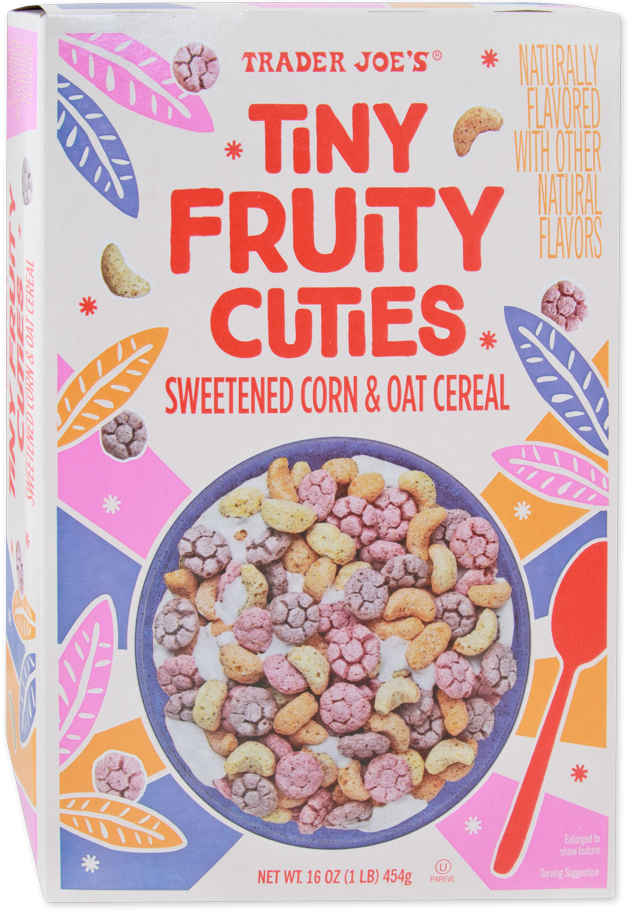 TRADER JOE'S®
TiNY
FRUiTY
CUTiES
SWEETENED CORN & OAT CEREAL
NATURALLY
FLAVORED
WITH OTHER
NATURAL
FLAVORS
TiNY FRUiTY
CUTiES
SWEETENED CORN & OAT CEREAL
NET WT. 16 OZ (1 LB) 454g
U
PAREVE
Enlarged to
show texture
Serving Suggestion